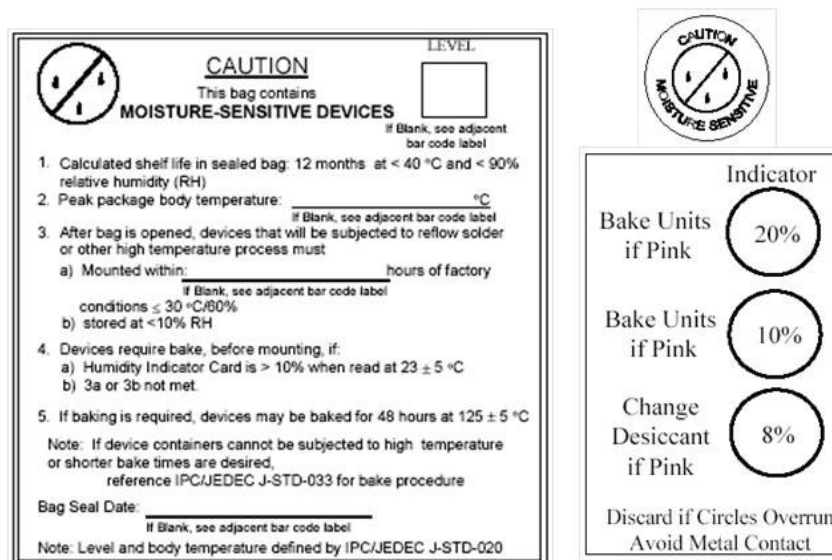 LEVEL
CAUTION
This bag contains
MOISTURE-SENSITIVE DEVICES
If Blank, see adjacent
bar code label
1. Calculated shelf life in sealed bag: 12 months at < 40 °C and < 90%
relative humidity (RH)
2. Peak package body temperature: °C
If Blank, see adjacent bar code label
3. After bag is opened, devices that will be subjected to reflow solder
or other high temperature process must
a) Mounted within: hours of factory
If Blank, see adjacent bar code label
conditions ≤ 30 °C/60%
b) stored at <10% RH
4. Devices require bake, before mounting, if:
a) Humidity Indicator Card is > 10% when read at 23 ± 5 °C
b) 3a or 3b not met.
5. If baking is required, devices may be baked for 48 hours at 125 ± 5 °C
Note: If device containers cannot be subjected to high temperature
or shorter bake times are desired,
reference IPC/JEDEC J-STD-033 for bake procedure
Bag Seal Date:
If Blank, see adjacent bar code label
Note: Level and body temperature defined by IPC/JEDEC J-STD-020
CAUTION
MOISTURE SENSITIVE
Indicator
Bake Units
if Pink
20%
Bake Units
if Pink
10%
Change
Desiccant
if Pink
8%
Discard if Circles Overrun
Avoid Metal Contact